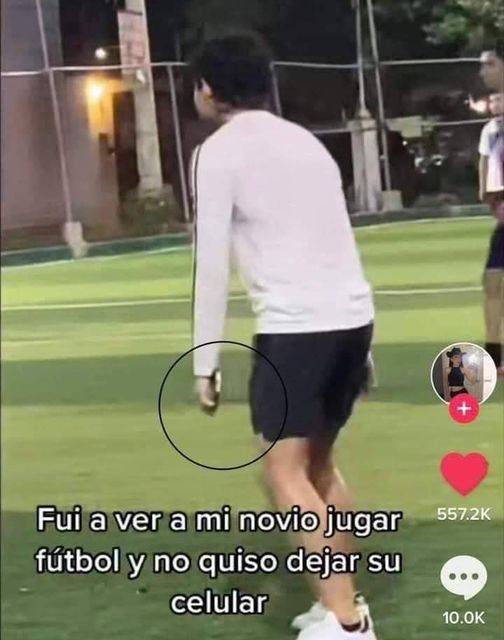 557.2K
Fui a ver a mi novio jugar
fútbol y no quiso dejar su
celular
10.0K